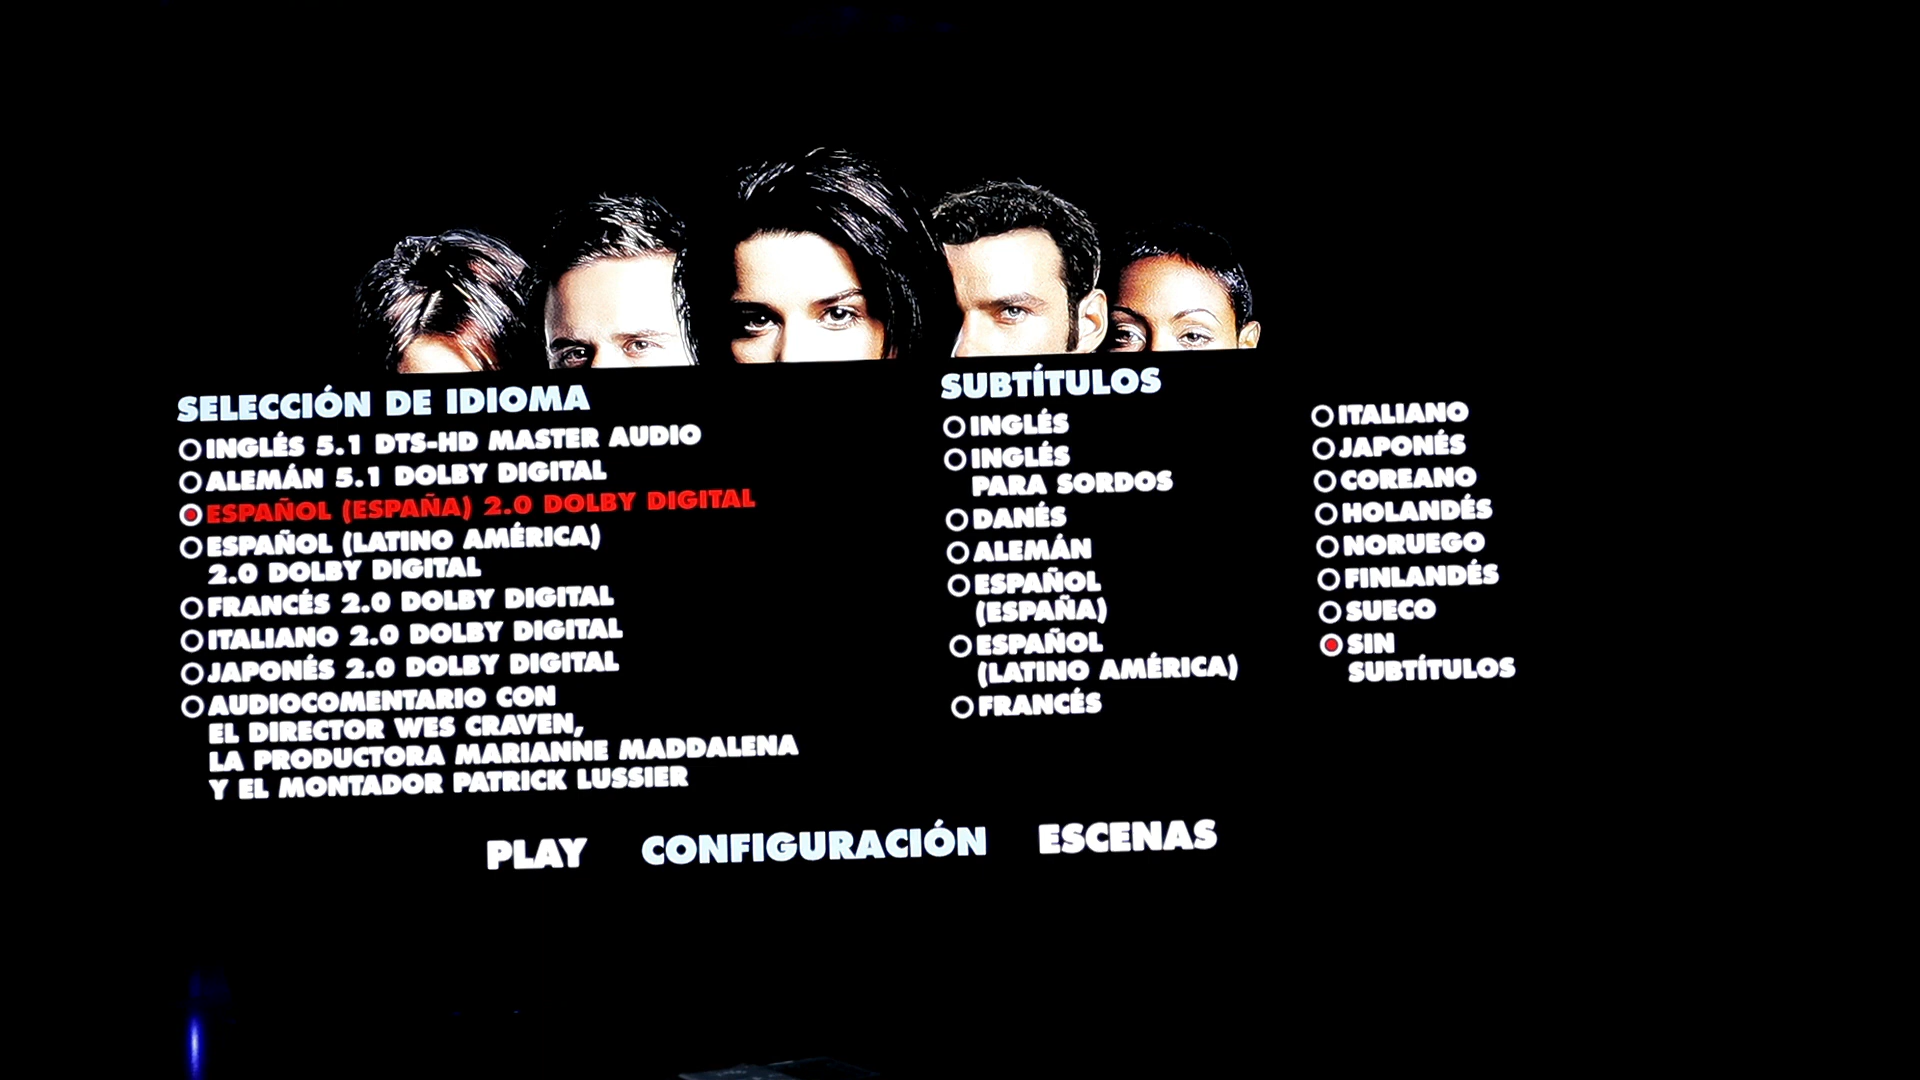 SELECCIÓN DE IDIOMA
INGLÉS 5.1 DTS-HD MASTER AUDIO
ALEMÁN 5.1 DOLBY DIGITAL
ESPAÑOL (ESPAÑA) 2.0 DOLBY DIGITAL
ESPAÑOL (LATINO AMÉRICA)
2.0 DOLBY DIGITAL
FRANCÉS 2.0 DOLBY DIGITAL
ITALIANO 2.0 DOLBY DIGITAL
JAPONÉS 2.0 DOLBY DIGITAL
AUDIOCOMENTARIO CON
EL DIRECTOR WES CRAVEN,
LA PRODUCTORA MARIANNE MADDALENA
Y EL MONTADOR PATRICK LUSSIER
SUBTÍTULOS
INGLÉS
INGLÉS
PARA SORDOS
DANÉS
ALEMÁN
ESPAÑOL
(ESPAÑA)
ESPAÑOL
(LATINO AMÉRICA)
FRANCÉS
ITALIANO
JAPONÉS
COREANO
HOLANDÉS
NORUEGO
FINLANDÉS
SUECO
SIN
SUBTÍTULOS
PLAY CONFIGURACIÓN ESCENAS